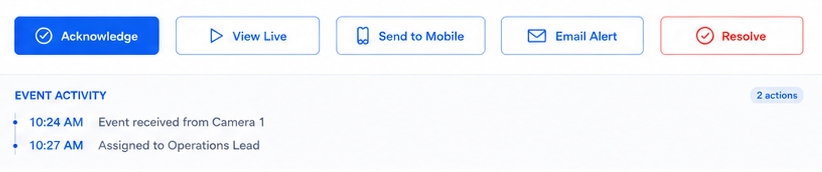 Acknowledge View Live Send to Mobile Email Alert Resolve
EVENT ACTIVITY 2 actions
10:24 AM Event received from Camera 1
10:27 AM Assigned to Operations Lead